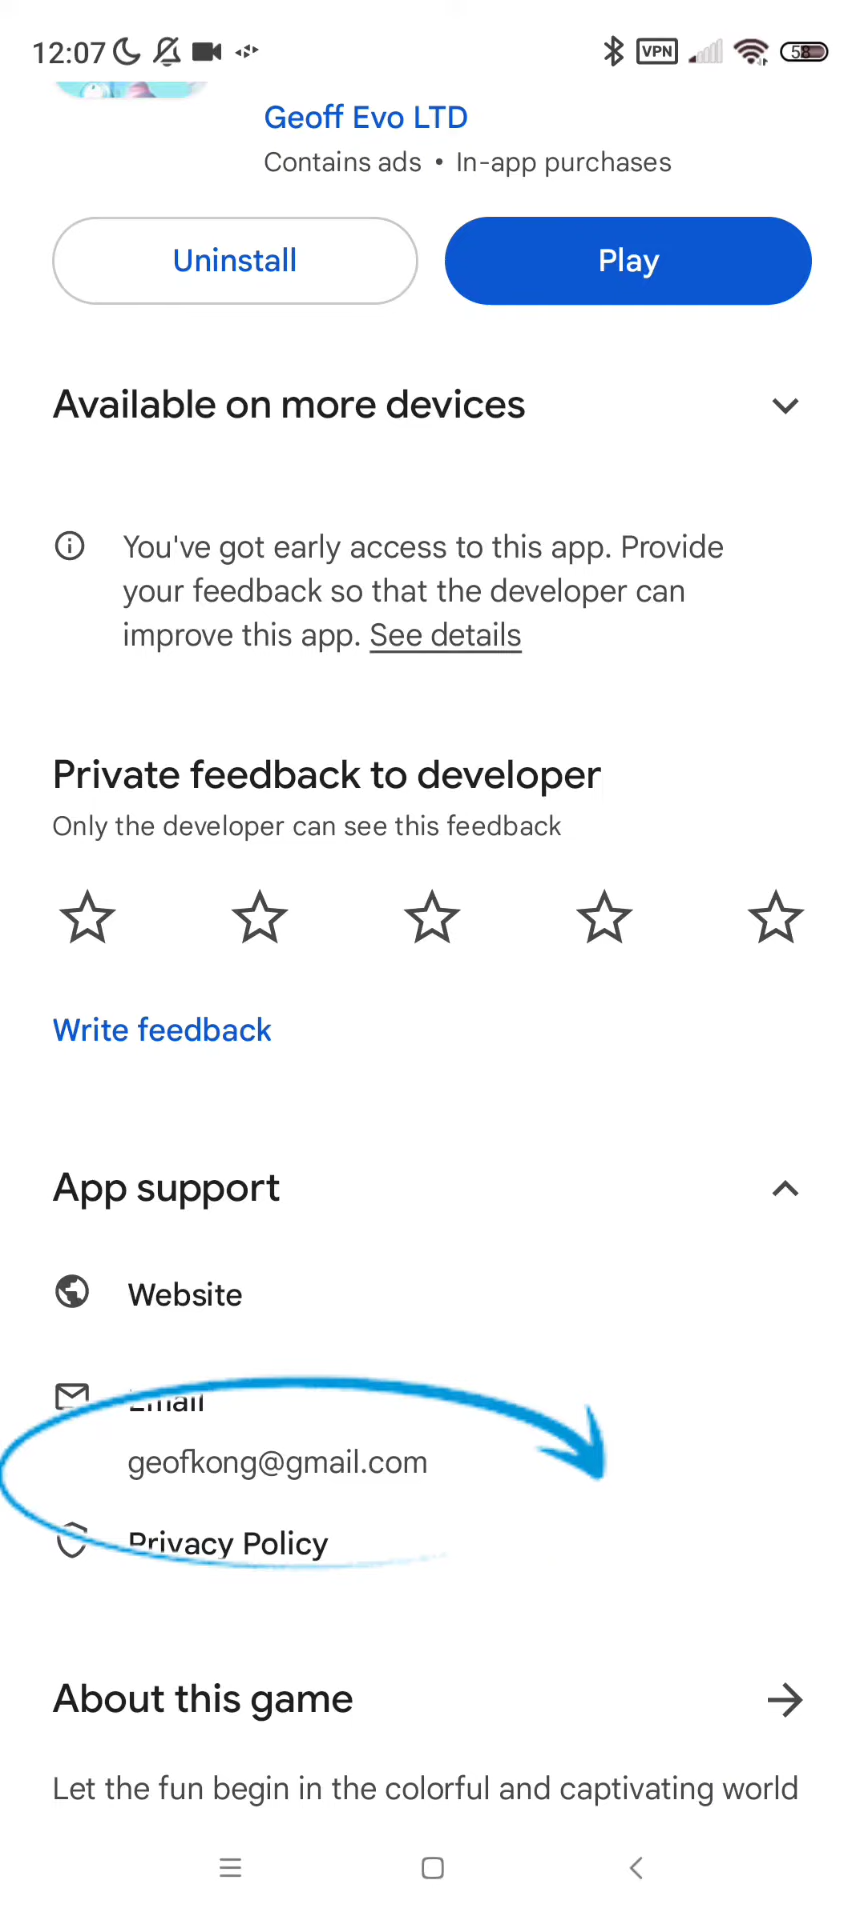 12:07 VPN 58
Geoff Evo LTD
Contains ads • In-app purchases
Uninstall
Play
Available on more devices
You've got early access to this app. Provide
your feedback so that the developer can
improve this app. See details
Private feedback to developer
Only the developer can see this feedback
Write feedback
App support
Website
Email
geofkong@gmail.com
Privacy Policy
About this game
Let the fun begin in the colorful and captivating world